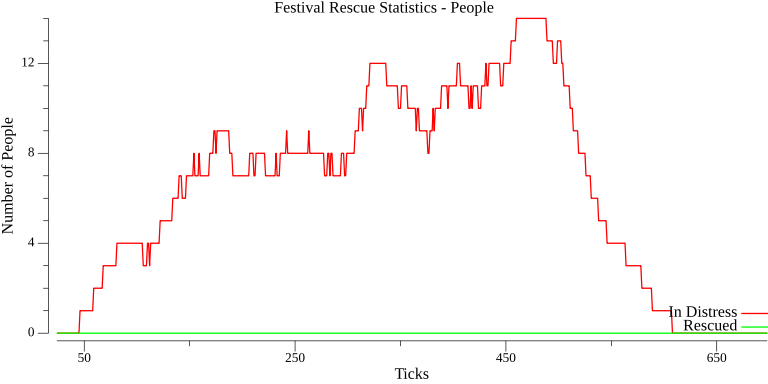 Festival Rescue Statistics - People
Number of People
12
8
4
0
In Distress
Rescued
50
250
450
650
Ticks